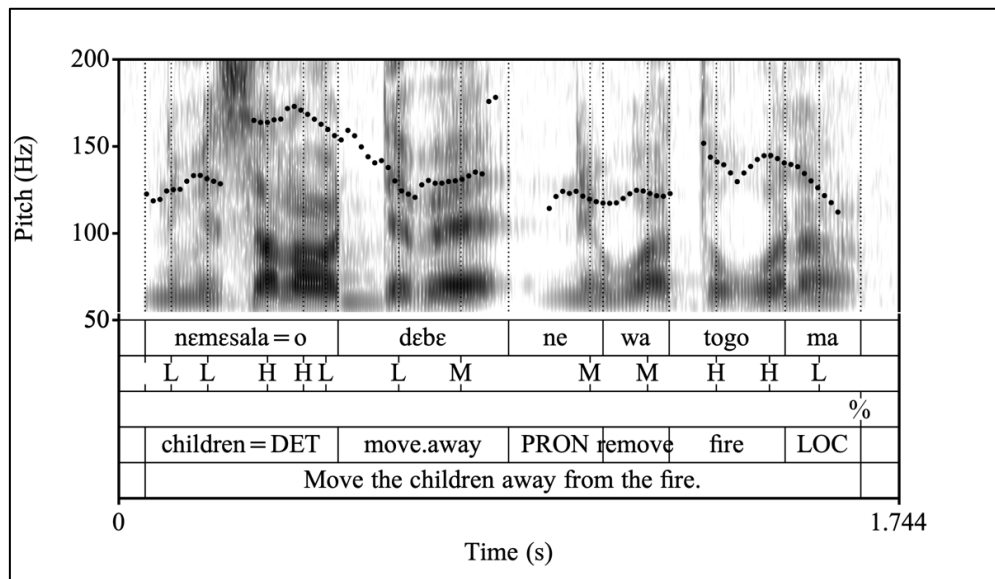 200
150
100
50
Pitch (Hz)
nɛmɛsala=o dɛbɛ ne wa togo ma
L L H H L L M M M H H L
%
children=DET move.away PRON remove fire LOC
Move the children away from the fire.
0 1.744
Time (s)